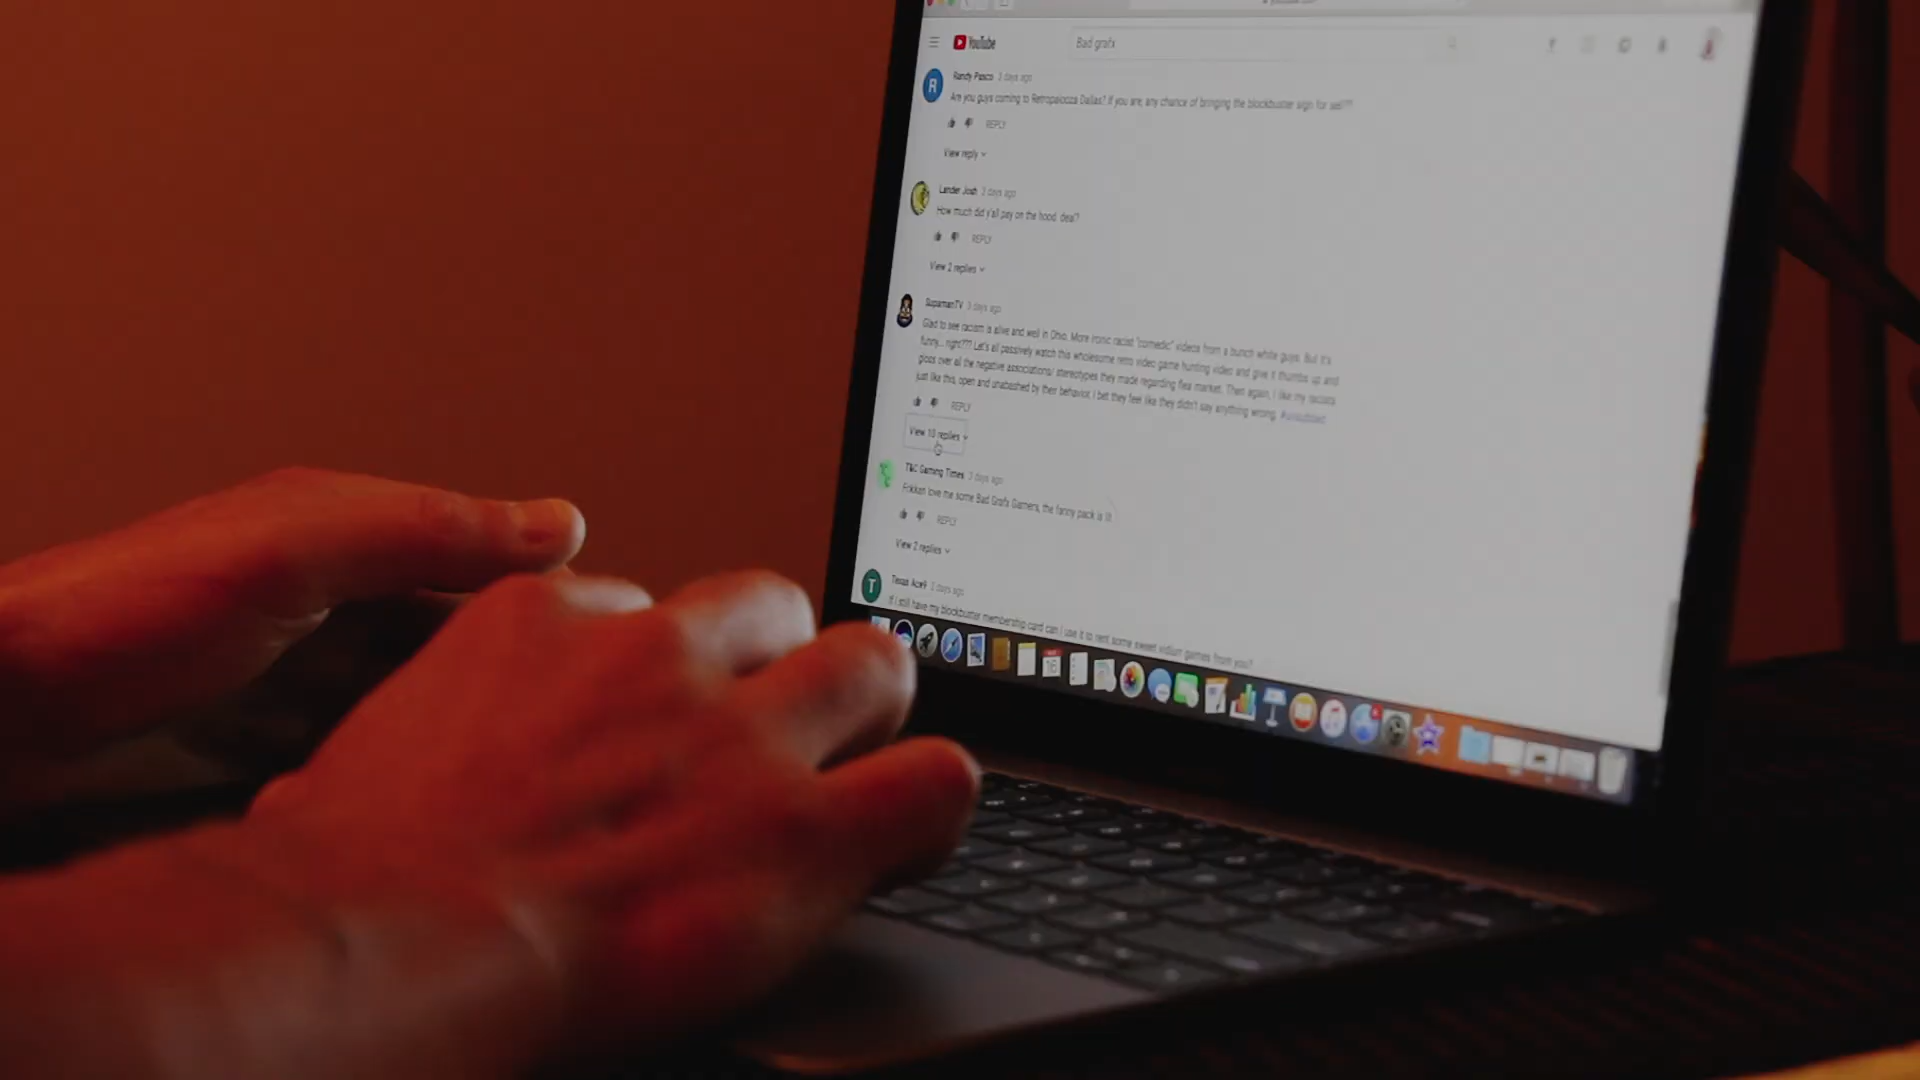 YouTube
Bad grafx
Randy Pasco 3 days ago
Are you guys coming to Retropalooza Dallas? If you are, any chance of bringing the blockbuster sign for sell???
REPLY
View reply
Lander Josh 3 days ago
How much did y'all pay on the hood deal?
REPLY
View 2 replies
SupamanTV 3 days ago
Glad to see racism is alive and well in Ohio. More ironic racist "comedic" videos from a bunch white guys. But it's
funny... right??? Let's all passively watch this wholesome retro video game hunting video and give it thumbs up and
gloss over all the negative associations/ stereotypes they made regarding flea market. Then again, I like my racists
just like this, open and unabashed by their behavior. I bet they feel like they didn't say anything wrong.
REPLY
View 10 replies
T&C Gaming Times 3 days ago
Frikken love me some Bad Grafx Gamers, the fanny pack is lit
REPLY
View 2 replies
Texas Ace9 3 days ago
If I still have my blockbuster membership card can I use it to rent some sweet vidjum games from you?